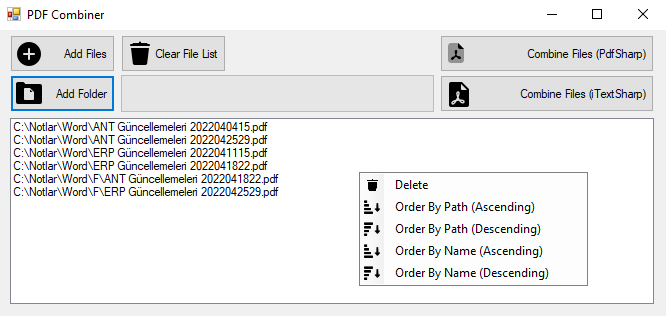 PDF Combiner
Add Files
Clear File List
Combine Files (PdfSharp)
Add Folder
Combine Files (iTextSharp)
C:\Notlar\Word\ANT Güncellemeleri 2022040415.pdf
C:\Notlar\Word\ANT Güncellemeleri 2022042529.pdf
C:\Notlar\Word\ERP Güncellemeleri 2022041115.pdf
C:\Notlar\Word\ERP Güncellemeleri 2022041822.pdf
C:\Notlar\Word\F\ANT Güncellemeleri 2022041822.pdf
C:\Notlar\Word\F\ERP Güncellemeleri 2022042529.pdf
Delete
Order By Path (Ascending)
Order By Path (Descending)
Order By Name (Ascending)
Order By Name (Descending)